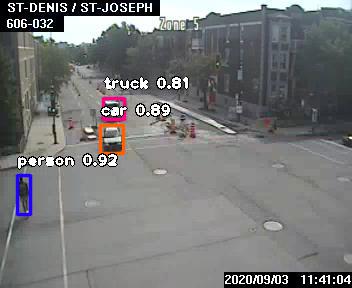 ST-DENIS / ST-JOSEPH
606-032
Zone 5
truck 0.81
car 0.89
person 0.92
2020/09/03 11:41:04